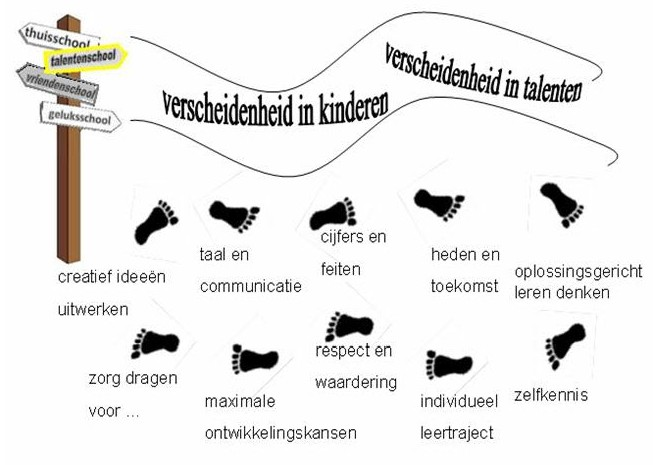 thuisschool
talentenschool
vriendenschool
geluksschool
verscheidenheid in kinderen
verscheidenheid in talenten
creatief ideeën
uitwerken
taal en
communicatie
cijfers en
feiten
heden en
toekomst
oplossingsgericht
leren denken
zorg dragen
voor ...
maximale
ontwikkelingskansen
respect en
waardering
individueel
leertraject
zelfkennis